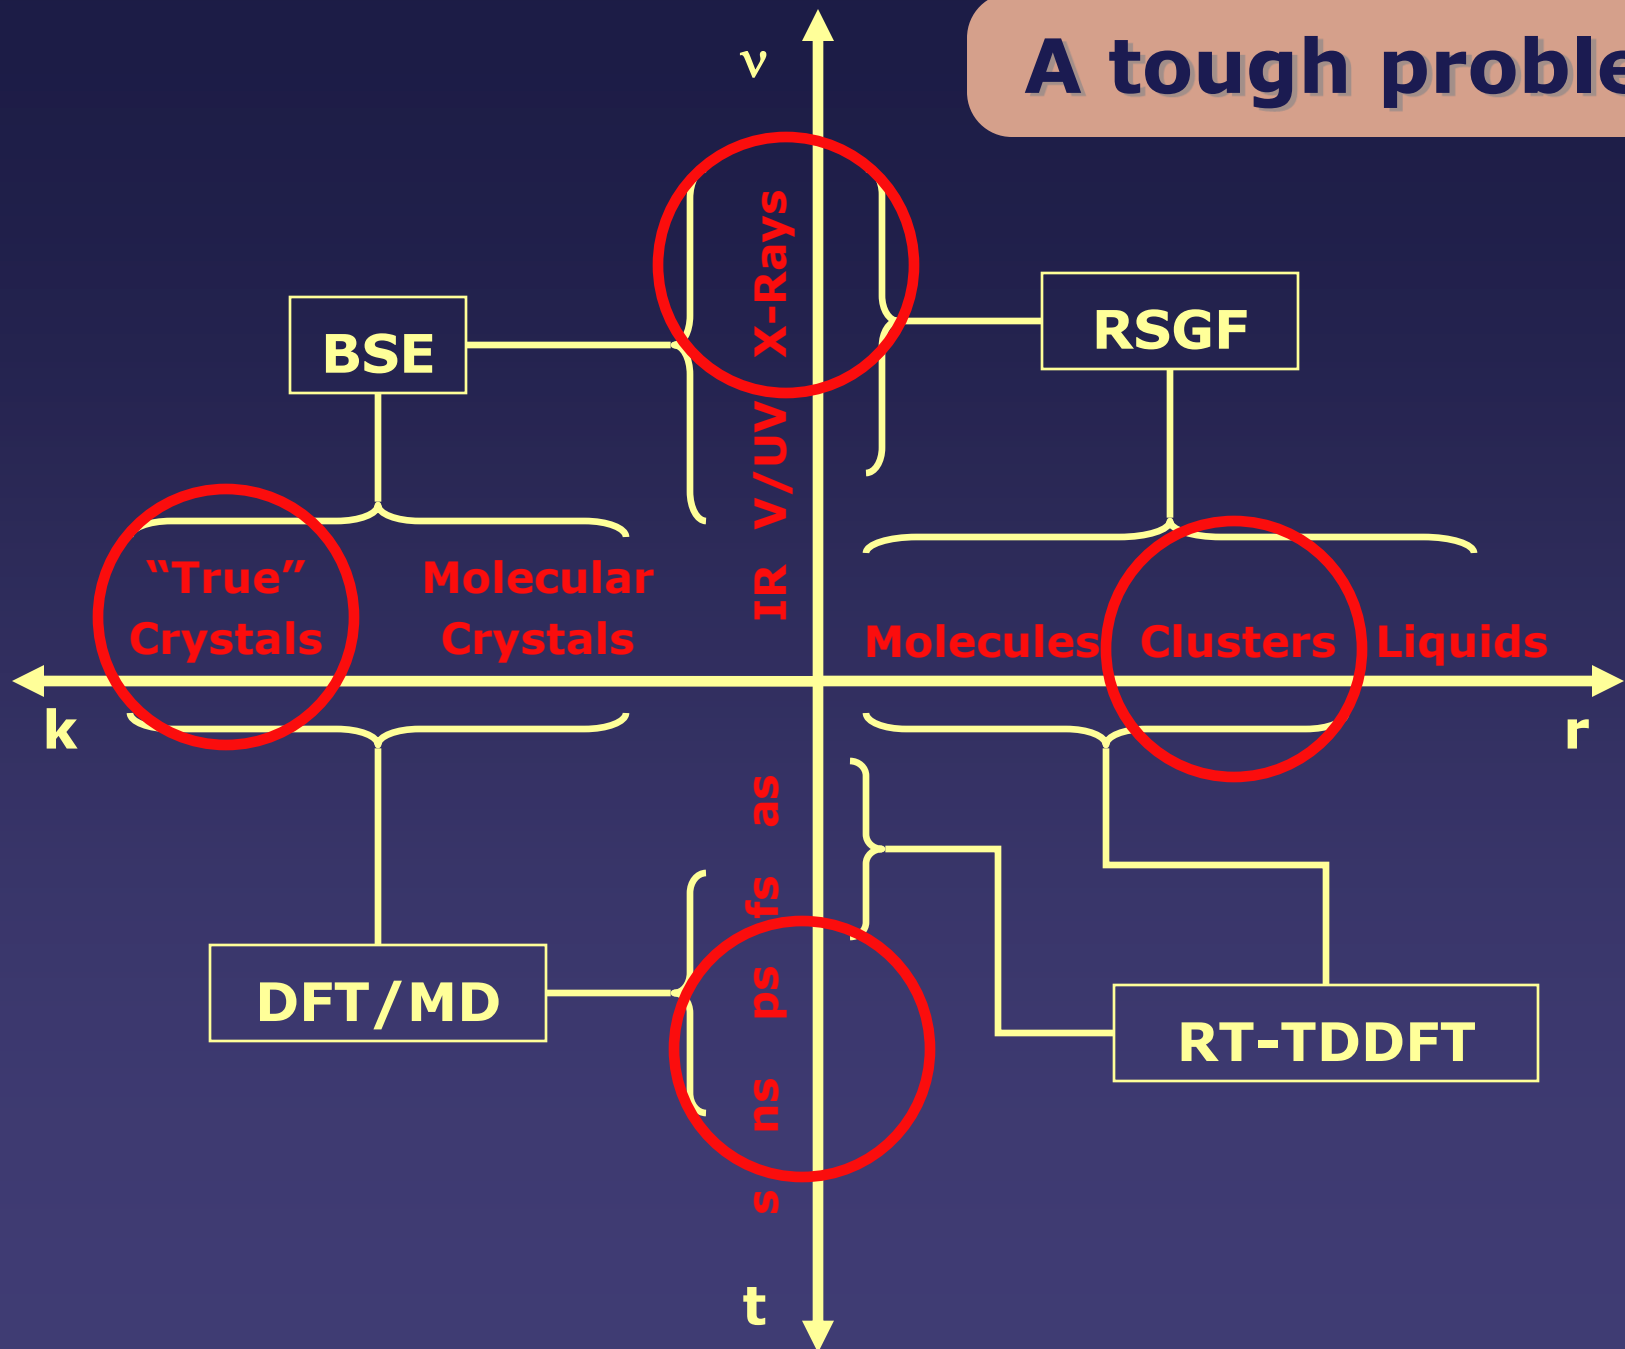 ν
A tough proble
X-Rays
BSE
RSGF
V/UV
IR
“True”
Crystals
Molecular
Crystals
Molecules
Clusters
Liquids
k
r
as
fs
ps
ns
s
DFT/MD
RT-TDDFT
t